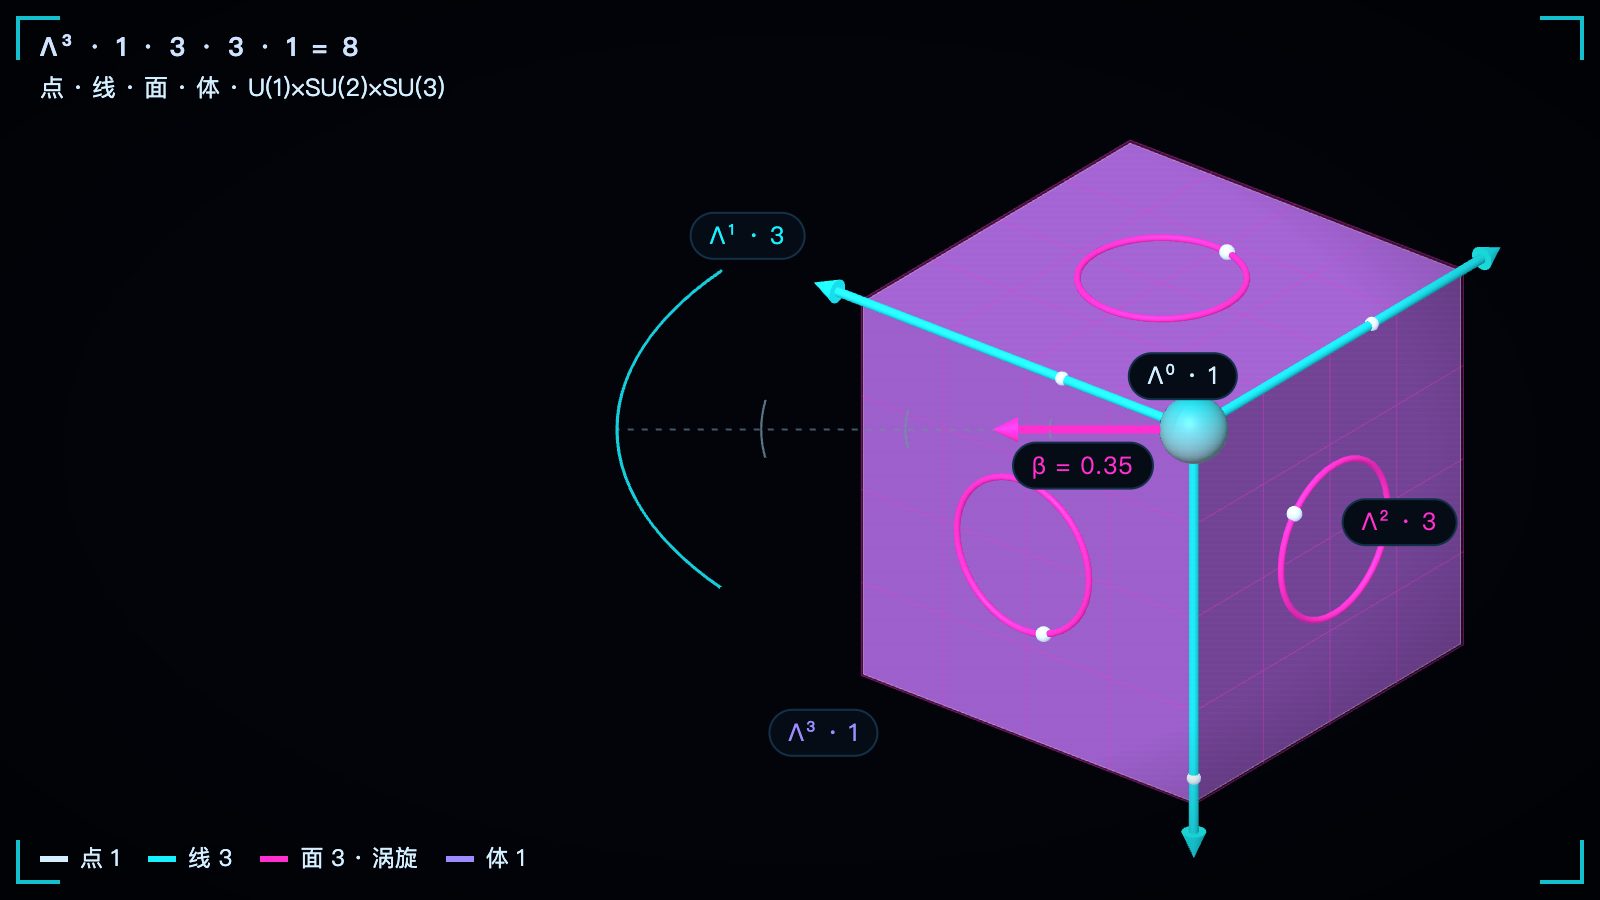 Λ³ · 1 · 3 · 3 · 1 = 8
点 · 线 · 面 · 体 · U(1)×SU(2)×SU(3)
Λ¹ · 3
Λ⁰ · 1
β = 0.35
Λ² · 3
Λ³ · 1
点 1
线 3
面 3 · 涡旋
体 1